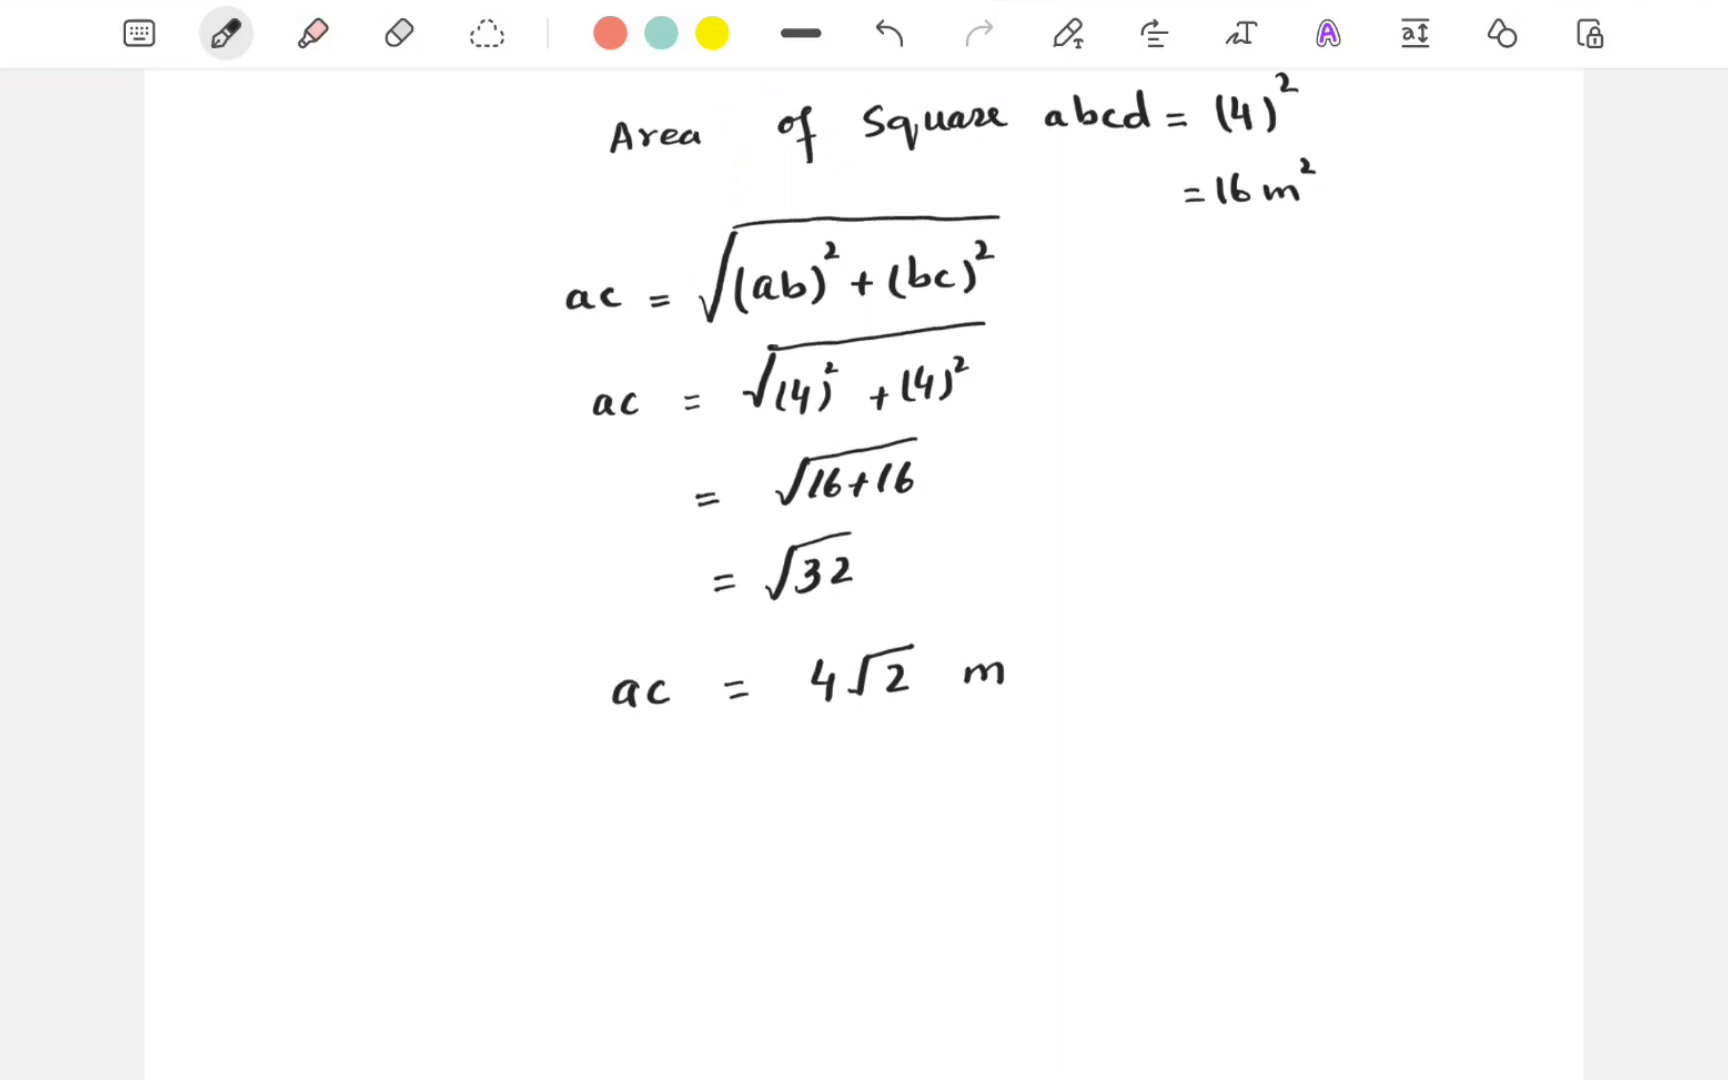 Area of Square abcd = (4)²
= 16 m²
ac = √((ab)² + (bc)²)
ac = √((4)² + (4)²)
= √(16+16)
= √32
ac = 4√2 m